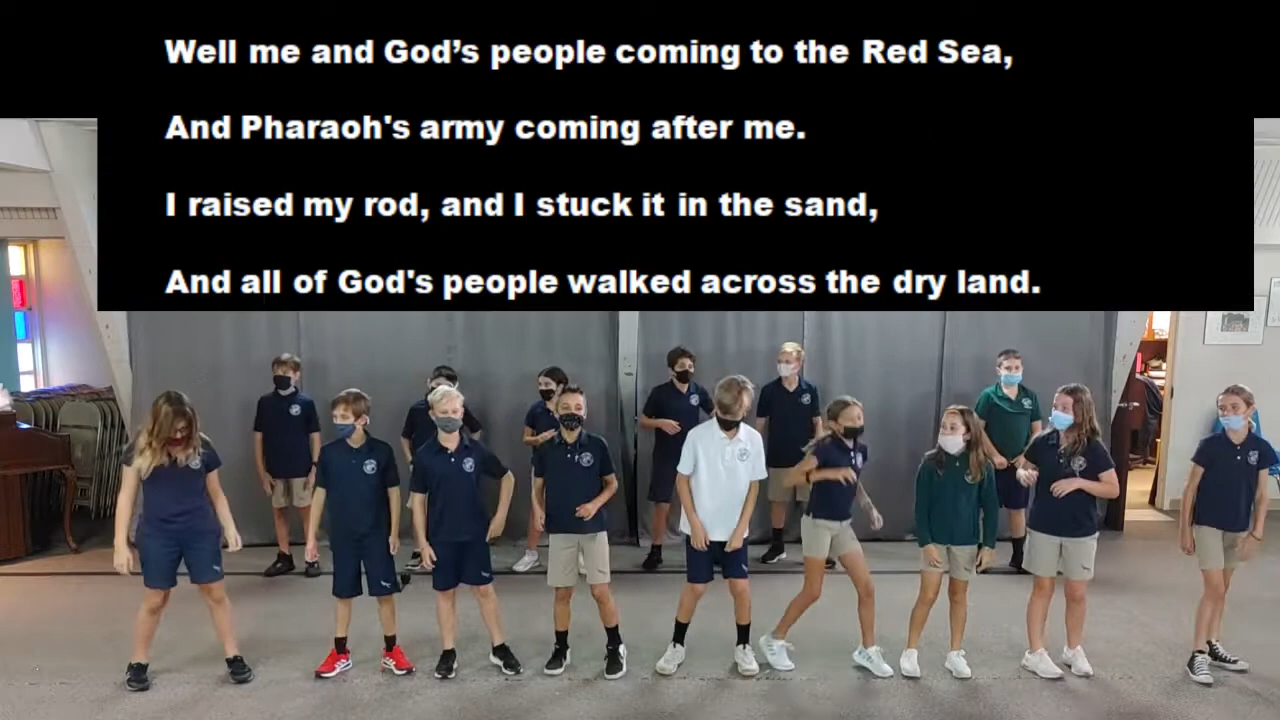 Well me and God’s people coming to the Red Sea,
And Pharaoh's army coming after me.
I raised my rod, and I stuck it in the sand,
And all of God's people walked across the dry land.